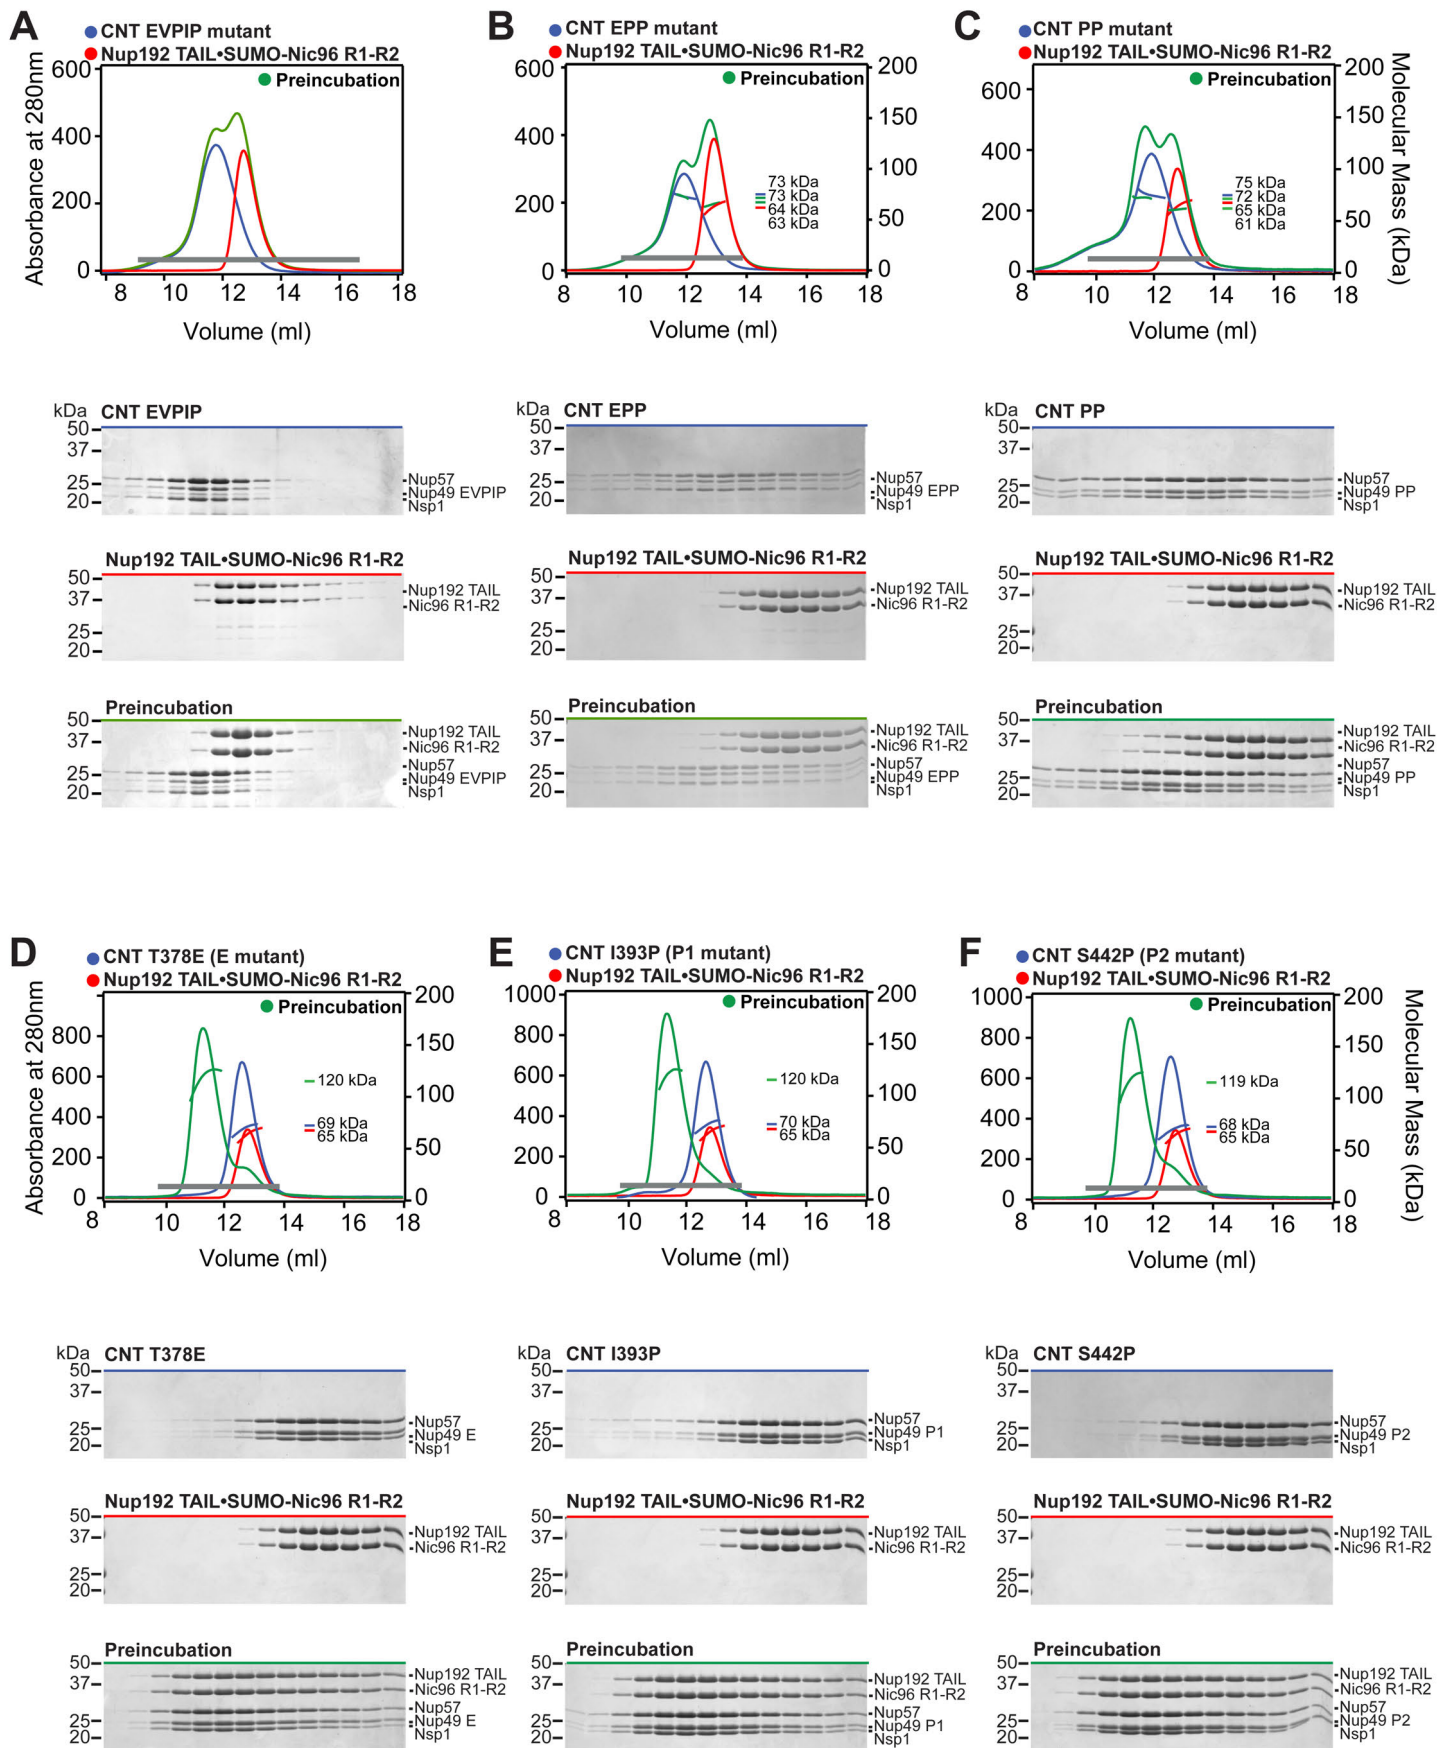 A
CNT EVPIP mutant
Nup192 TAIL•SUMO-Nic96 R1-R2
Preincubation
Absorbance at 280nm
600
400
200
0
8 10 12 14 16 18
Volume (ml)
B
CNT EPP mutant
Nup192 TAIL•SUMO-Nic96 R1-R2
Preincubation
600
400
200
0
200
150
100
50
0
73 kDa
73 kDa
64 kDa
63 kDa
8 10 12 14 16 18
Volume (ml)
C
CNT PP mutant
Nup192 TAIL•SUMO-Nic96 R1-R2
Preincubation
600
400
200
0
200
150
100
50
0
Molecular Mass (kDa)
75 kDa
72 kDa
65 kDa
61 kDa
8 10 12 14 16 18
Volume (ml)
kDa CNT EVPIP
50
37
25
20
Nup57
Nup49 EVPIP
Nsp1
Nup192 TAIL•SUMO-Nic96 R1-R2
50
37
25
20
Nup192 TAIL
Nic96 R1-R2
Preincubation
50
37
25
20
Nup192 TAIL
Nic96 R1-R2
Nup57
Nup49 EVPIP
Nsp1
kDa CNT EPP
50
37
25
20
Nup57
Nup49 EPP
Nsp1
Nup192 TAIL•SUMO-Nic96 R1-R2
50
37
25
20
Nup192 TAIL
Nic96 R1-R2
Preincubation
50
37
25
20
Nup192 TAIL
Nic96 R1-R2
Nup57
Nup49 EPP
Nsp1
kDa CNT PP
50
37
25
20
Nup57
Nup49 PP
Nsp1
Nup192 TAIL•SUMO-Nic96 R1-R2
50
37
25
20
Nup192 TAIL
Nic96 R1-R2
Preincubation
50
37
25
20
Nup192 TAIL
Nic96 R1-R2
Nup57
Nup49 PP
Nsp1
D
CNT T378E (E mutant)
Nup192 TAIL•SUMO-Nic96 R1-R2
Preincubation
Absorbance at 280nm
800
600
400
200
0
200
150
100
50
0
120 kDa
69 kDa
65 kDa
8 10 12 14 16 18
Volume (ml)
E
CNT I393P (P1 mutant)
Nup192 TAIL•SUMO-Nic96 R1-R2
Preincubation
1000
800
600
400
200
0
200
150
100
50
0
120 kDa
70 kDa
65 kDa
8 10 12 14 16 18
Volume (ml)
F
CNT S442P (P2 mutant)
Nup192 TAIL•SUMO-Nic96 R1-R2
Preincubation
1000
800
600
400
200
0
200
150
100
50
0
Molecular Mass (kDa)
119 kDa
68 kDa
65 kDa
8 10 12 14 16 18
Volume (ml)
kDa CNT T378E
50
37
25
20
Nup57
Nup49 E
Nsp1
Nup192 TAIL•SUMO-Nic96 R1-R2
50
37
25
20
Nup192 TAIL
Nic96 R1-R2
Preincubation
50
37
25
20
Nup192 TAIL
Nic96 R1-R2
Nup57
Nup49 E
Nsp1
kDa CNT I393P
50
37
25
20
Nup57
Nup49 P1
Nsp1
Nup192 TAIL•SUMO-Nic96 R1-R2
50
37
25
20
Nup192 TAIL
Nic96 R1-R2
Preincubation
50
37
25
20
Nup192 TAIL
Nic96 R1-R2
Nup57
Nup49 P1
Nsp1
kDa CNT S442P
50
37
25
20
Nup57
Nup49 P2
Nsp1
Nup192 TAIL•SUMO-Nic96 R1-R2
50
37
25
20
Nup192 TAIL
Nic96 R1-R2
Preincubation
50
37
25
20
Nup192 TAIL
Nic96 R1-R2
Nup57
Nup49 P2
Nsp1